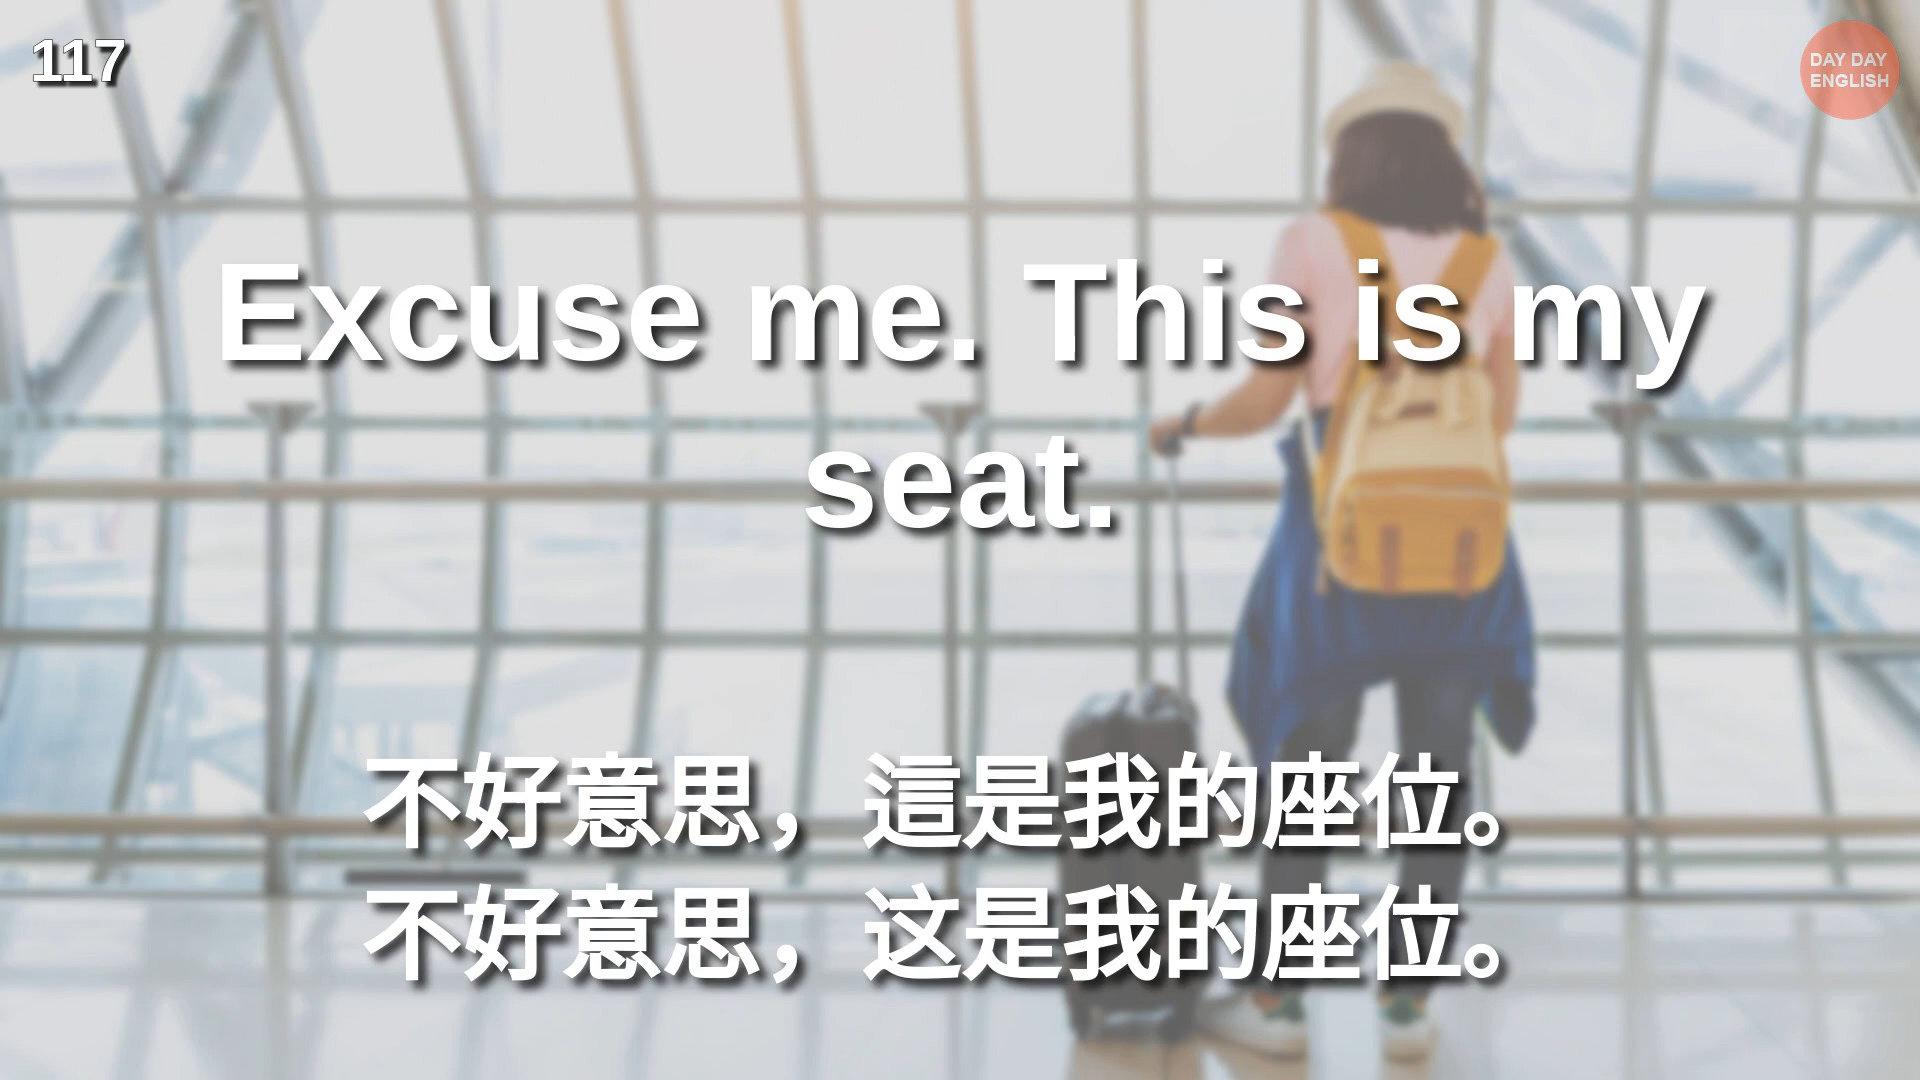 117
DAY DAY
ENGLISH
Excuse me. This is my
seat.
不好意思，這是我的座位。
不好意思，这是我的座位。